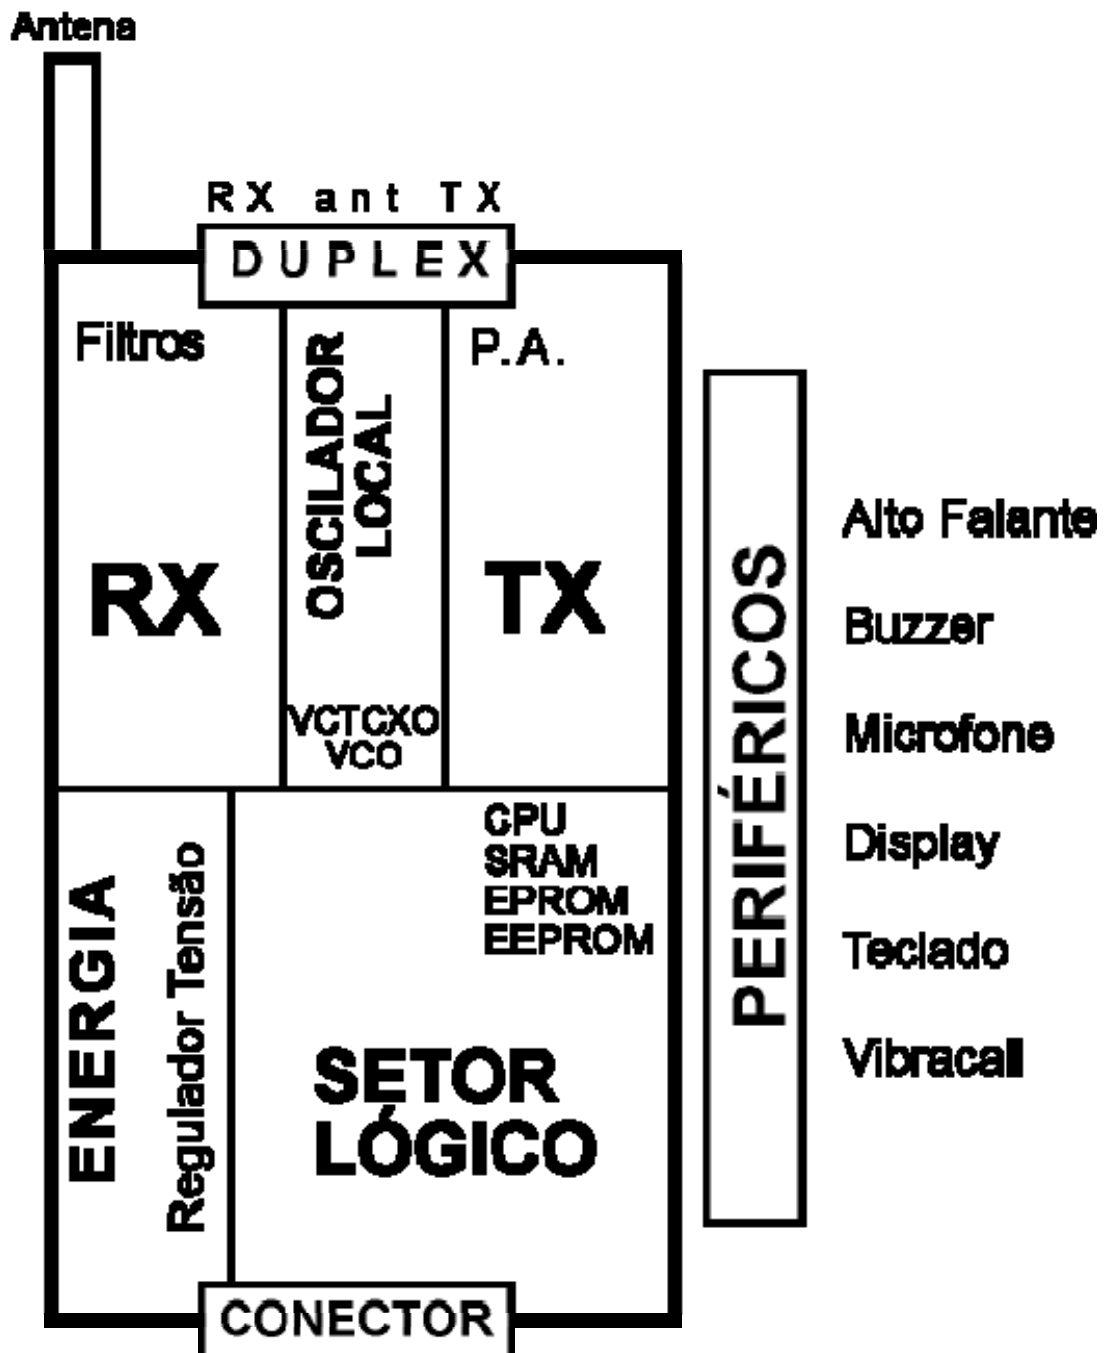 Antena
RX ant TX
DUPLEX
Filtros
RX
OSCILADOR
LOCAL
VCTCXO
VCO
P.A.
TX
ENERGIA
Regulador Tensão
CPU
SRAM
EPROM
EEPROM
SETOR
LÓGICO
CONECTOR
PERIFÉRICOS
Alto Falante
Buzzer
Microfone
Display
Teclado
Vibracall